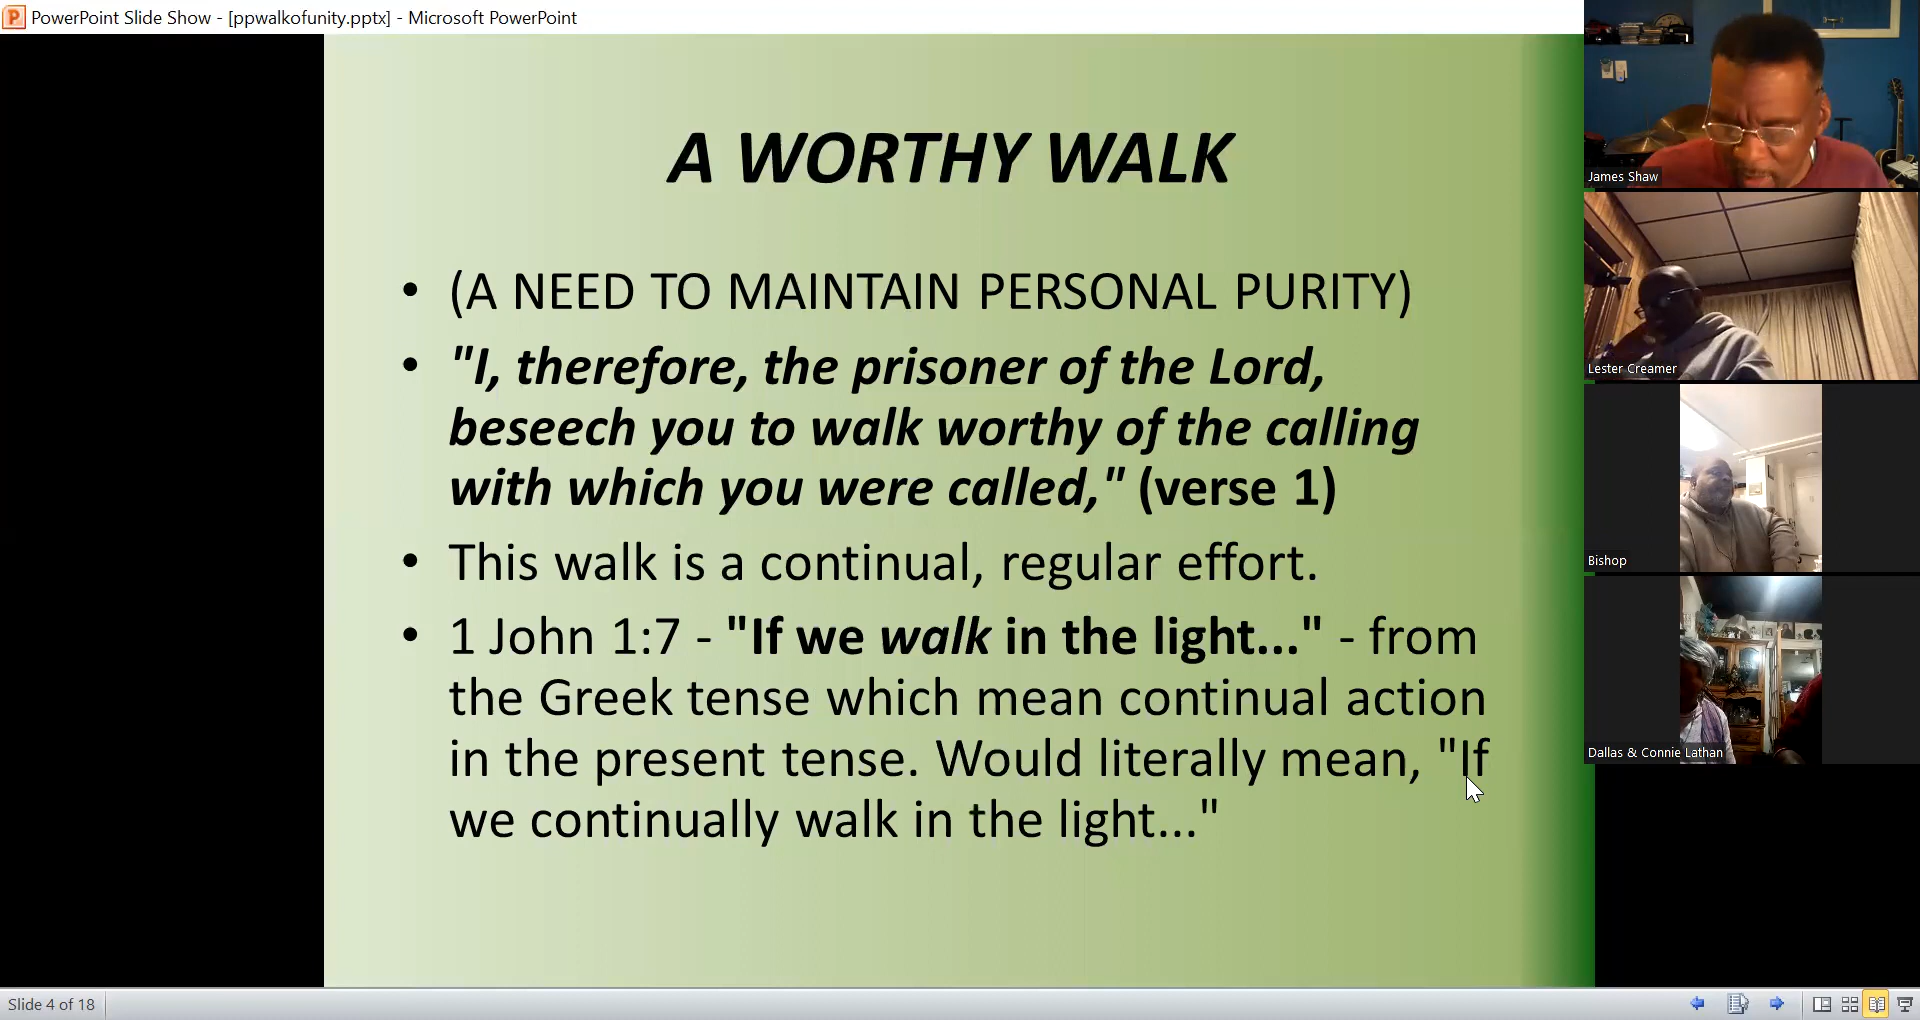 PowerPoint Slide Show - [ppwalkofunity.pptx] - Microsoft PowerPoint
A WORTHY WALK
• (A NEED TO MAINTAIN PERSONAL PURITY)
• "I, therefore, the prisoner of the Lord,
beseech you to walk worthy of the calling
with which you were called," (verse 1)
• This walk is a continual, regular effort.
• 1 John 1:7 - "If we walk in the light..." - from
the Greek tense which mean continual action
in the present tense. Would literally mean, "If
we continually walk in the light..."
James Shaw
Lester Creamer
Bishop
Dallas & Connie Lathan
Slide 4 of 18